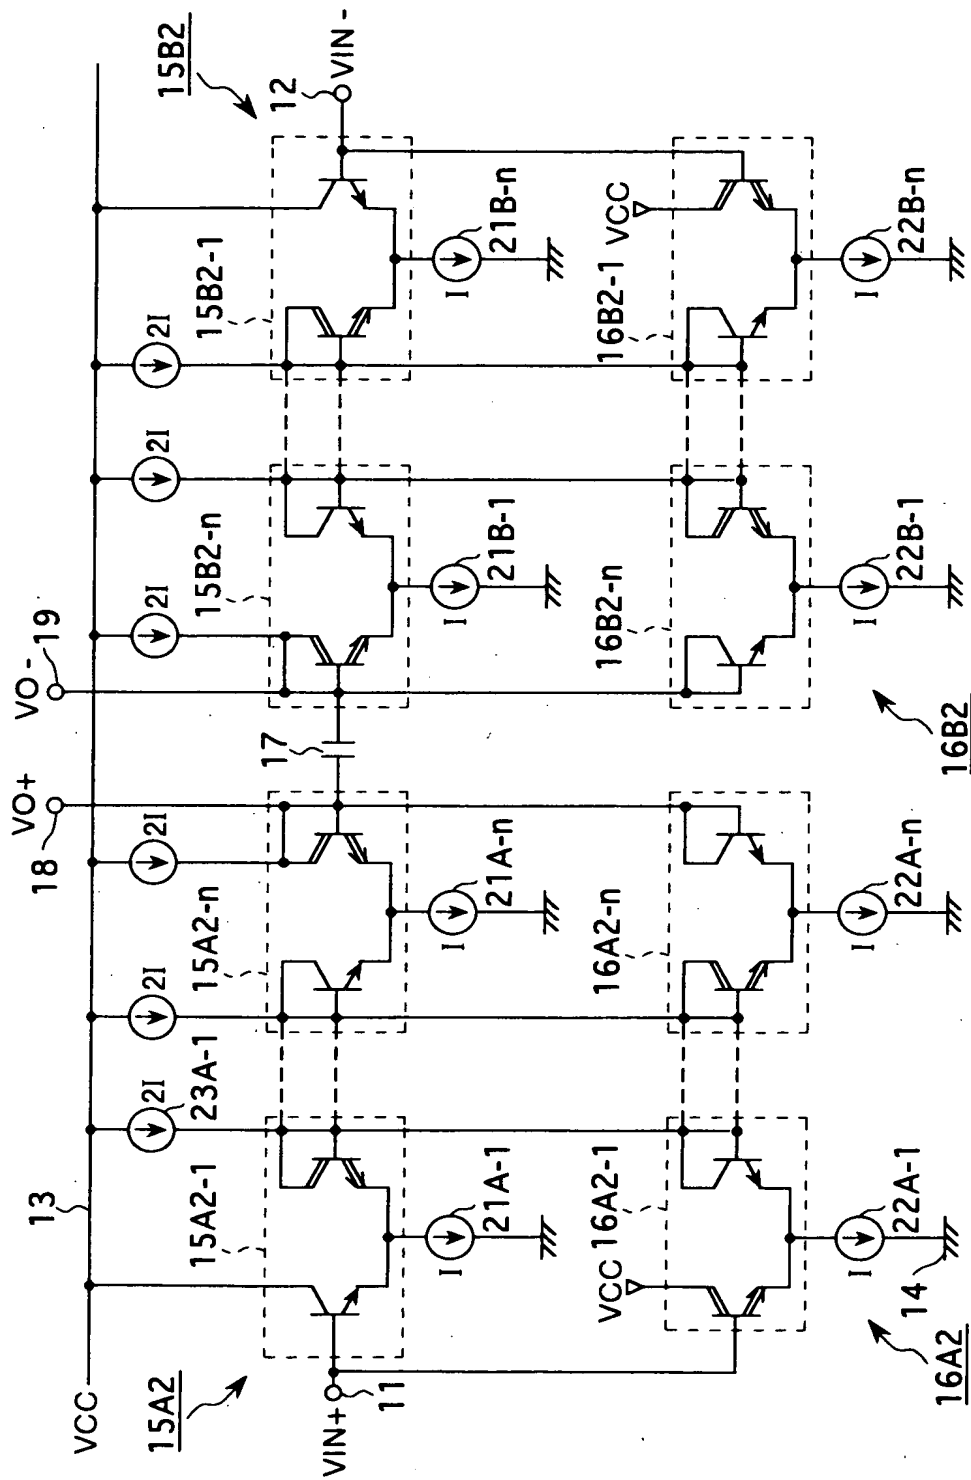 VCC
13
VO+
18
VO-
19
2I
23A-1
2I
2I
2I
2I
2I
15A2
VIN+
11
15A2-1
I
21A-1
15A2-n
I
21A-n
17
15B2-n
I
21B-1
15B2-1
I
21B-n
12
VIN-
15B2
VCC
16A2-1
I
22A-1
14
16A2
16A2-n
I
22A-n
16B2-n
I
22B-1
16B2
16B2-1
VCC
I
22B-n